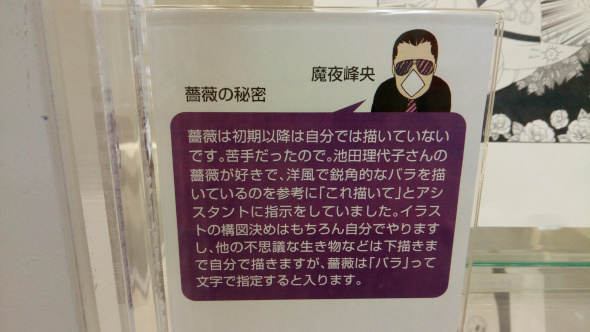 魔夜峰央
薔薇の秘密
薔薇は初期以降は自分では描いていない
です。苦手だったので。池田理代子さんの
薔薇が好きで、洋風で鋭角的なバラを描
いているのを参考に「これ描いて」とアシ
スタントに指示をしていました。イラス
トの構図決めはもちろん自分でやります
し、他の不思議な生き物などは下描きま
で自分で描きますが、薔薇は「バラ」って
文字で指定すると入ります。